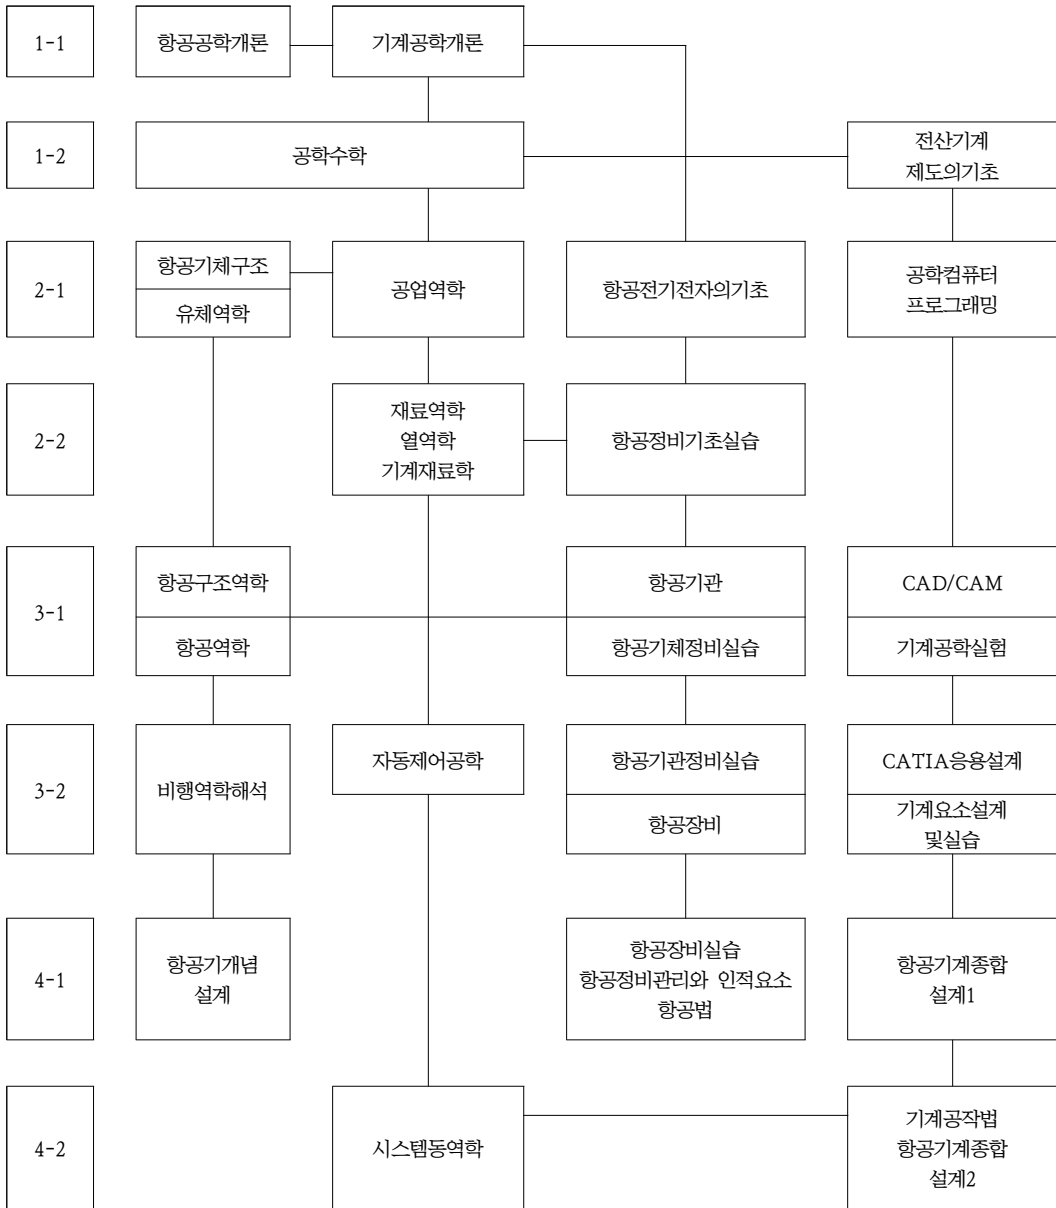 1-1
항공공학개론
기계공학개론
1-2
공학수학
전산기계
제도의기초
2-1
항공기체구조
유체역학
공업역학
항공전기전자의기초
공학컴퓨터
프로그래밍
2-2
재료역학
열역학
기계재료학
항공정비기초실습
3-1
항공구조역학
항공역학
항공기관
항공기체정비실습
CAD/CAM
기계공학실험
3-2
비행역학해석
자동제어공학
항공기관정비실습
항공장비
CATIA응용설계
기계요소설계
및실습
4-1
항공기개념
설계
항공장비실습
항공정비관리와 인적요소
항공법
항공기계종합
설계1
4-2
시스템동역학
기계공작법
항공기계종합
설계2